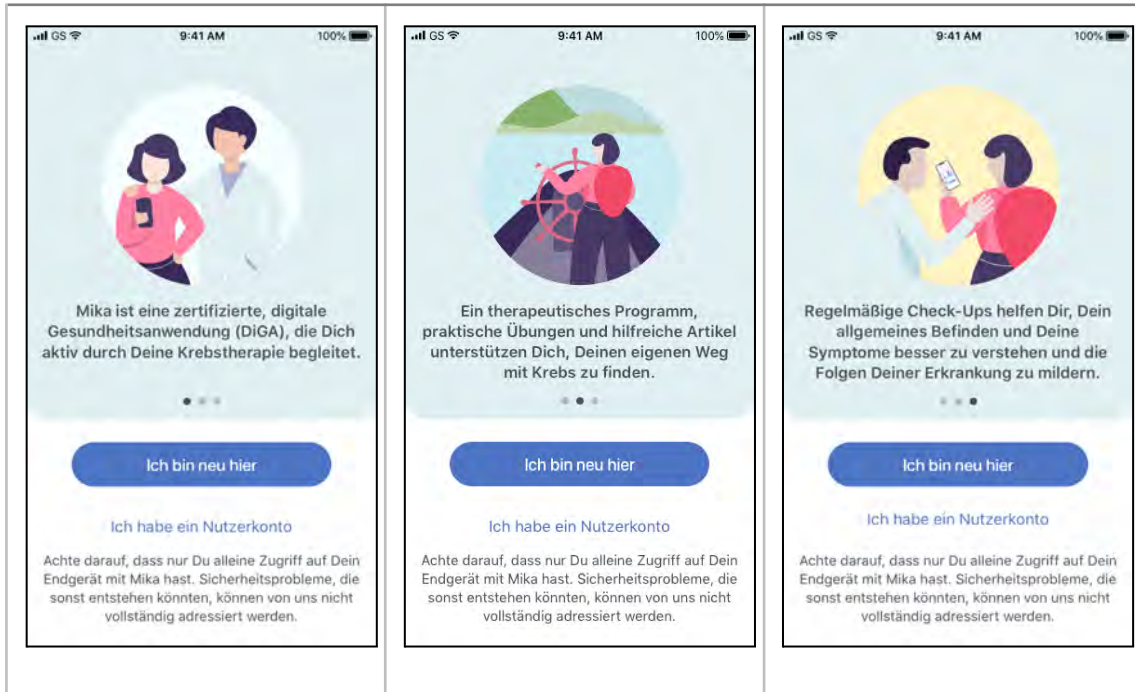 GS
9:41 AM
100%
Mika ist eine zertifizierte, digitale
Gesundheitsanwendung (DiGA), die Dich
aktiv durch Deine Krebstherapie begleitet.
Ich bin neu hier
Ich habe ein Nutzerkonto
Achte darauf, dass nur Du alleine Zugriff auf Dein
Endgerät mit Mika hast. Sicherheitsprobleme, die
sonst entstehen könnten, können von uns nicht
vollständig adressiert werden.
GS
9:41 AM
100%
Ein therapeutisches Programm,
praktische Übungen und hilfreiche Artikel
unterstützen Dich, Deinen eigenen Weg
mit Krebs zu finden.
Ich bin neu hier
Ich habe ein Nutzerkonto
Achte darauf, dass nur Du alleine Zugriff auf Dein
Endgerät mit Mika hast. Sicherheitsprobleme, die
sonst entstehen könnten, können von uns nicht
vollständig adressiert werden.
GS
9:41 AM
100%
Regelmäßige Check-Ups helfen Dir, Dein
allgemeines Befinden und Deine
Symptome besser zu verstehen und die
Folgen Deiner Erkrankung zu mildern.
Ich bin neu hier
Ich habe ein Nutzerkonto
Achte darauf, dass nur Du alleine Zugriff auf Dein
Endgerät mit Mika hast. Sicherheitsprobleme, die
sonst entstehen könnten, können von uns nicht
vollständig adressiert werden.